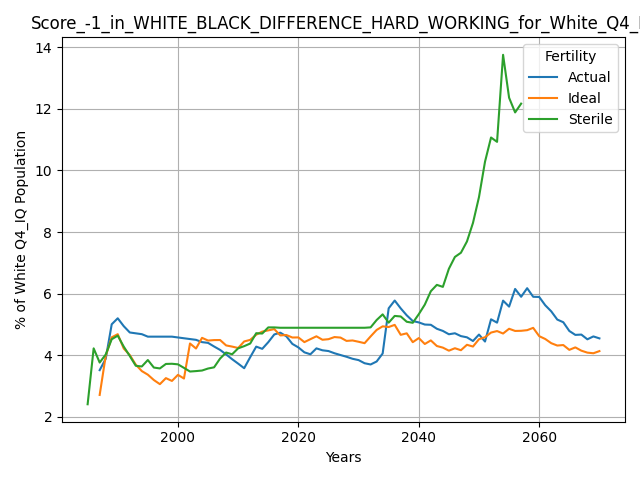 Score_-1_in_WHITE_BLACK_DIFFERENCE_HARD_WORKING_for_White_Q4_
Fertility
Actual
Ideal
Sterile
% of White Q4_IQ Population
14
12
10
8
6
4
2
2000 2020 2040 2060
Years